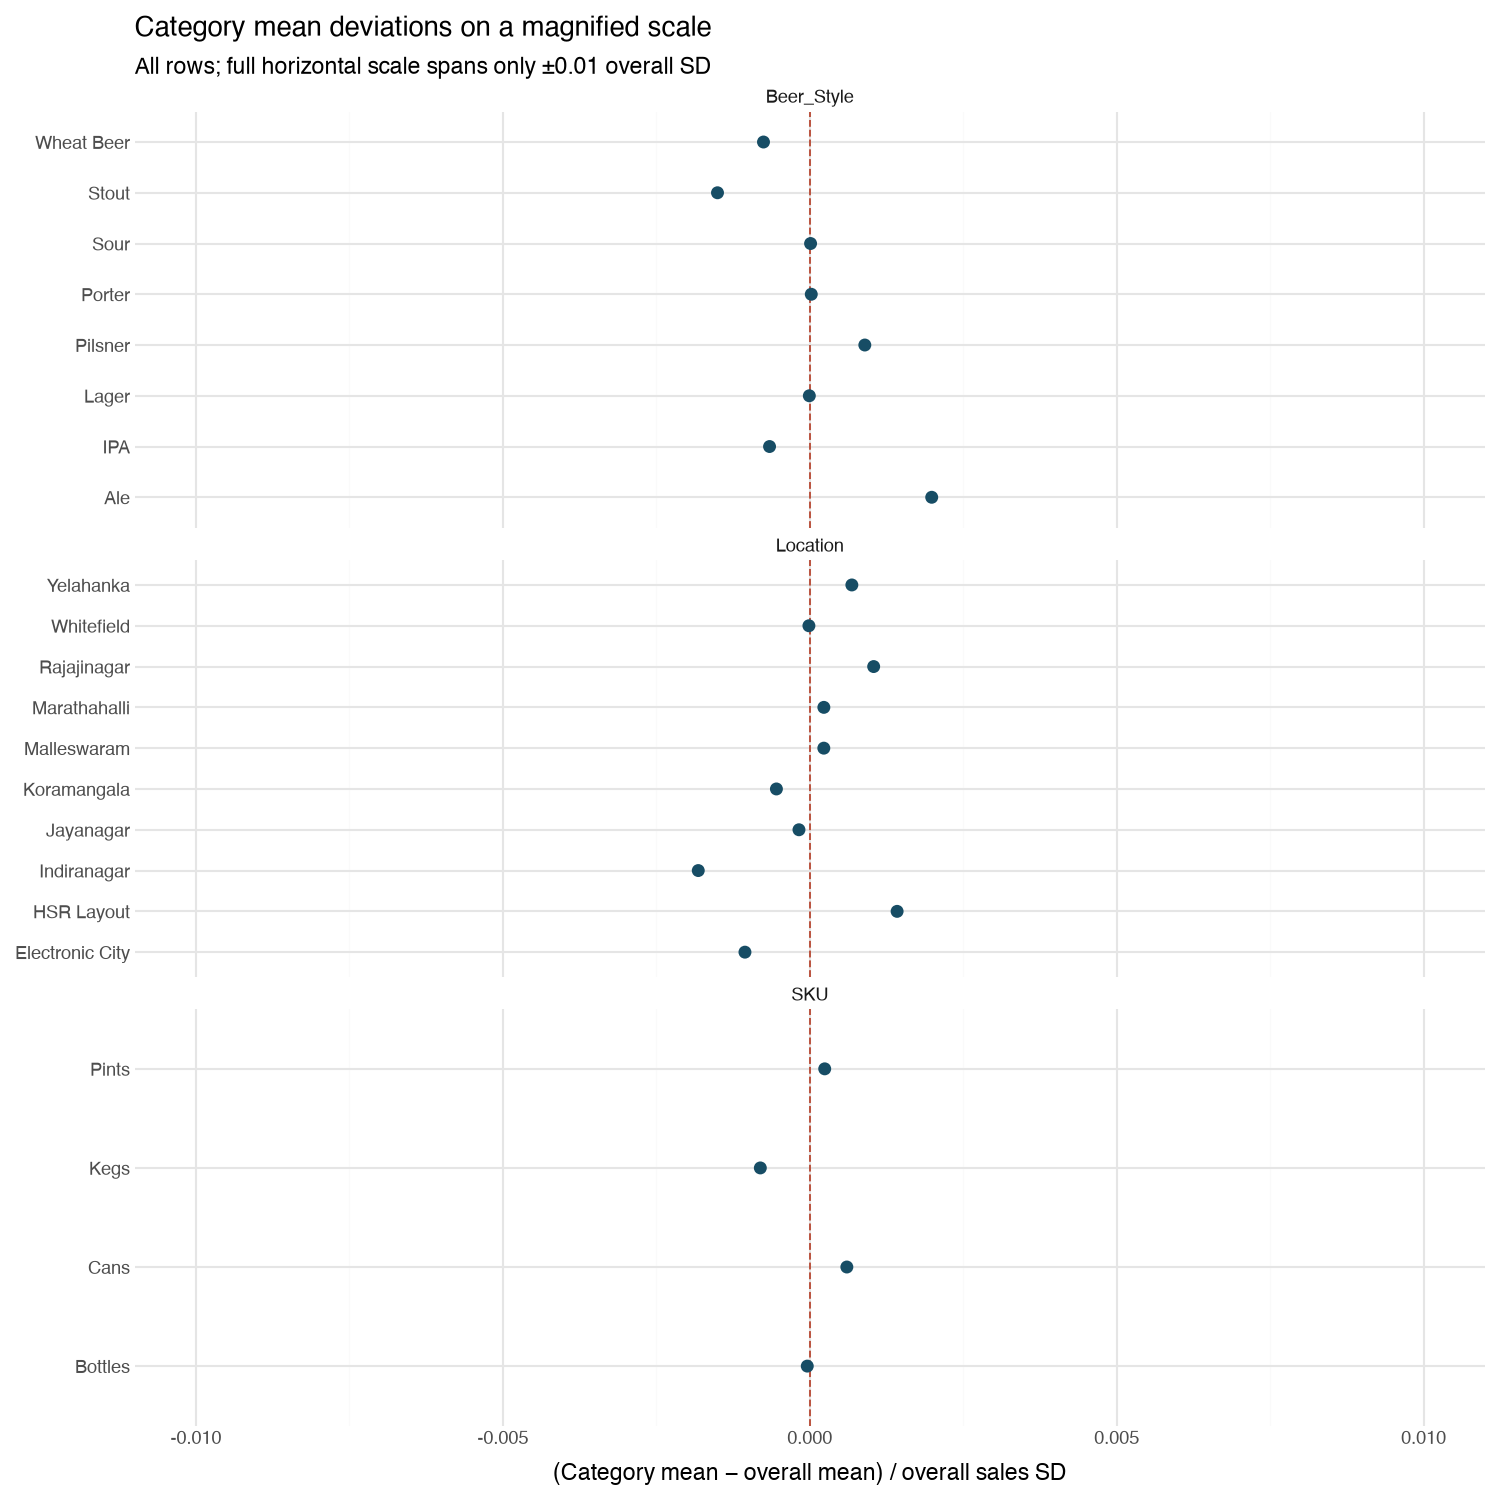 Category mean deviations on a magnified scale
All rows; full horizontal scale spans only ±0.01 overall SD
Beer_Style
Wheat Beer
Stout
Sour
Porter
Pilsner
Lager
IPA
Ale
Location
Yelahanka
Whitefield
Rajajinagar
Marathahalli
Malleswaram
Koramangala
Jayanagar
Indiranagar
HSR Layout
Electronic City
SKU
Pints
Kegs
Cans
Bottles
-0.010 -0.005 0.000 0.005 0.010
(Category mean − overall mean) / overall sales SD